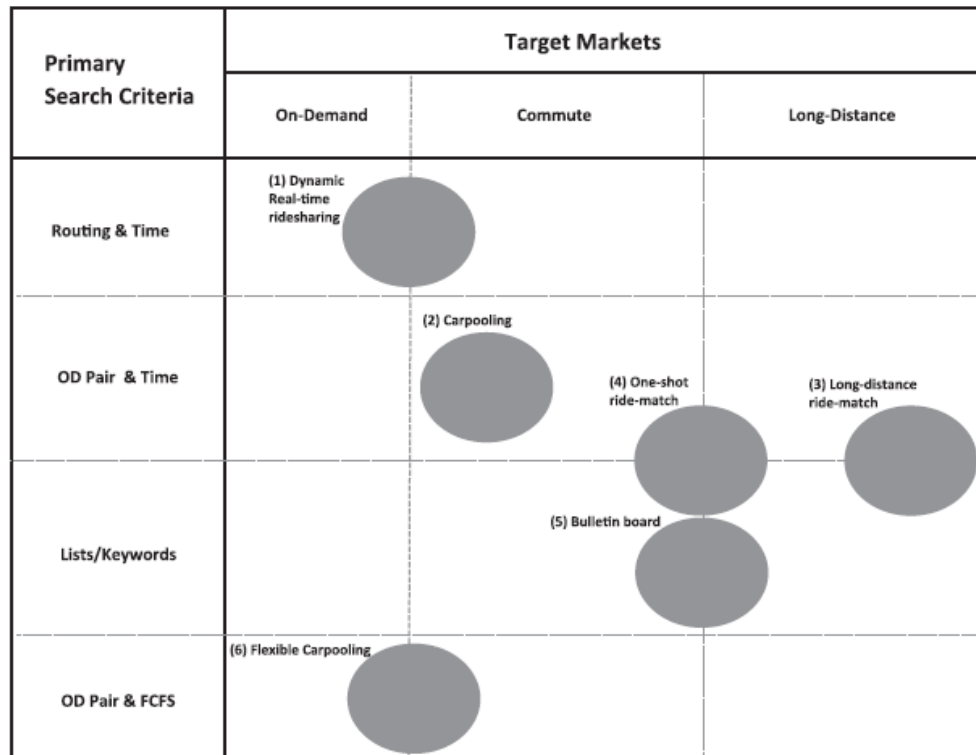 Primary
Search Criteria
Target Markets
On-Demand
Commute
Long-Distance
Routing & Time
(1) Dynamic
Real-time
ridesharing
OD Pair & Time
(2) Carpooling
(4) One-shot
ride-match
(3) Long-distance
ride-match
Lists/Keywords
(5) Bulletin board
OD Pair & FCFS
(6) Flexible Carpooling